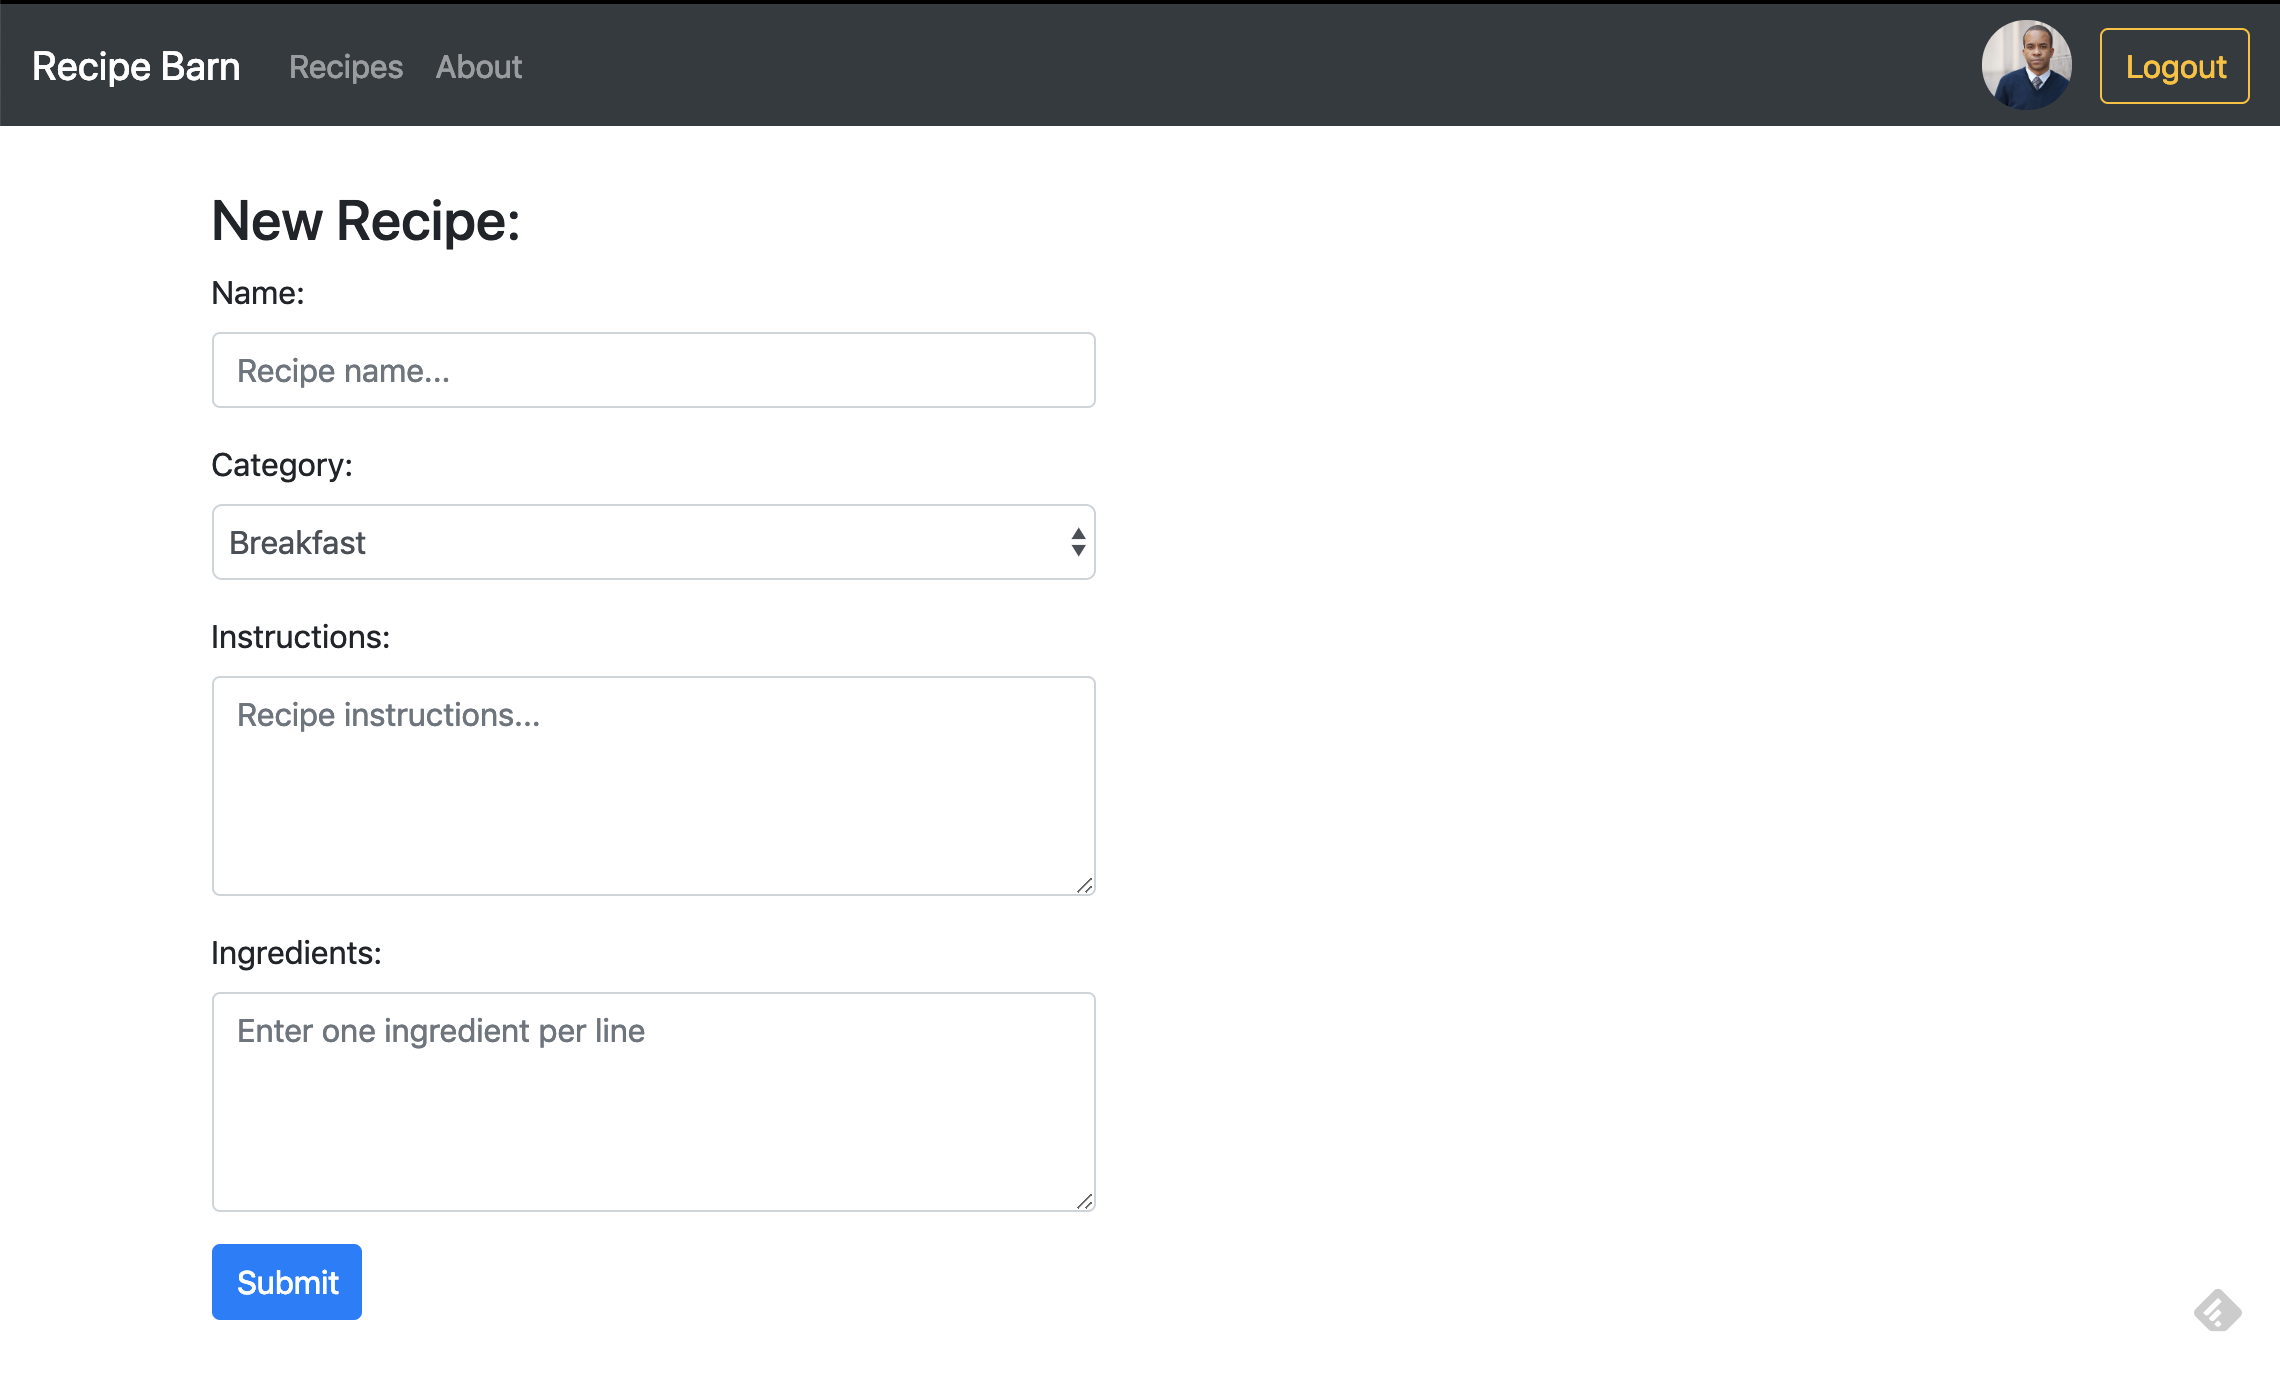 Recipe Barn Recipes About Logout
New Recipe:
Name:
Recipe name...
Category:
Breakfast
Instructions:
Recipe instructions...
Ingredients:
Enter one ingredient per line
Submit